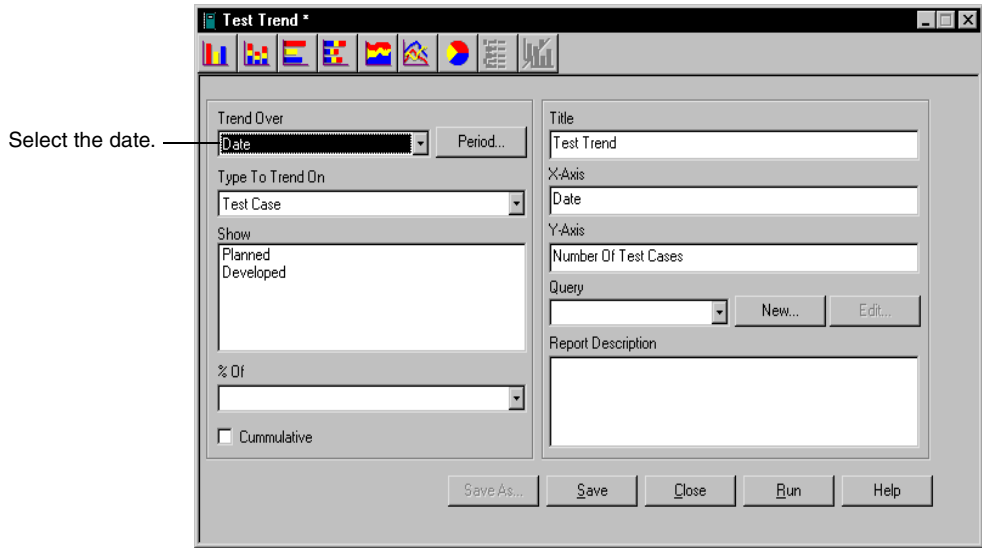 Test Trend *
Select the date.
Trend Over
Date
Period...
Type To Trend On
Test Case
Show
Planned
Developed
% Of
Cummulative
Title
Test Trend
X-Axis
Date
Y-Axis
Number Of Test Cases
Query
New...
Edit...
Report Description
Save As...
Save
Close
Run
Help